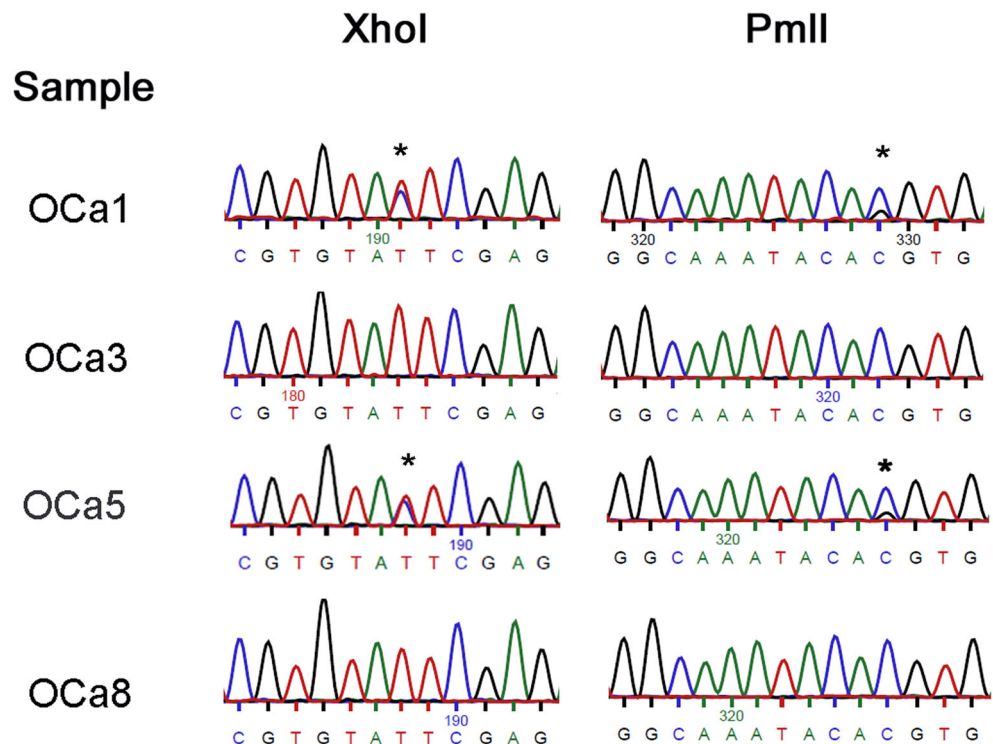 XhoI PmlI
Sample
* *
OCa1
190 320 330
C G T G T A T T C G A G G G C A A A T A C A C G T G
OCa3
180 320
C G T G T A T T C G A G G G C A A A T A C A C G T G
* *
OCa5
190 320
C G T G T A T T C G A G G G C A A A T A C A C G T G
OCa8
190 320
C G T G T A T T C G A G G G C A A A T A C A C G T G